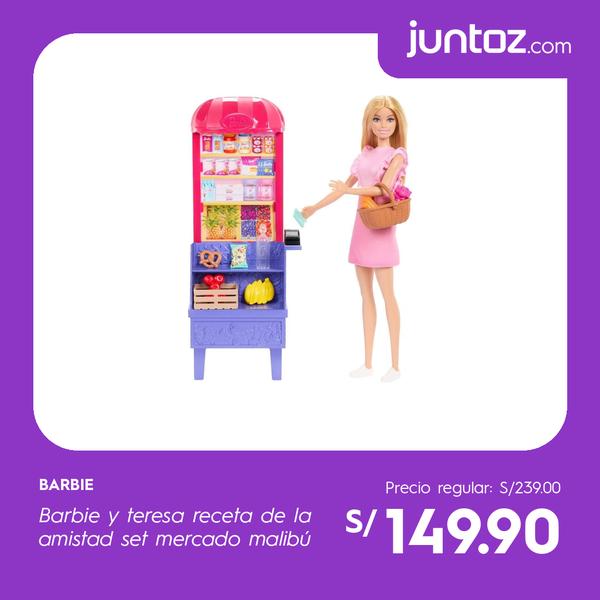 juntoz.com
BARBIE
Barbie y teresa receta de la
amistad set mercado malibú
Precio regular: S/239.00
S/149.90